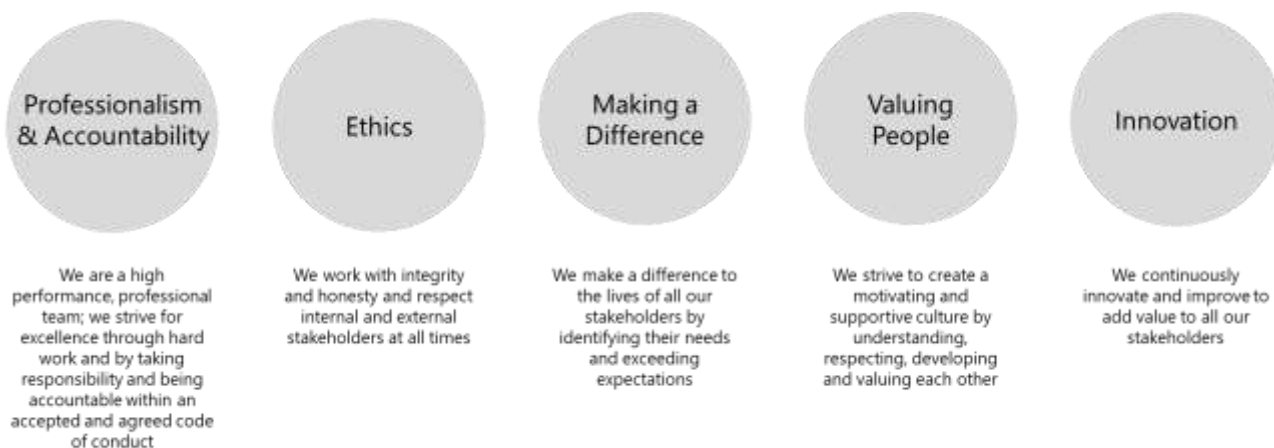 Professionalism
& Accountability
Ethics
Making a
Difference
Valuing
People
Innovation
We are a high
performance, professional
team; we strive for
excellence through hard
work and by taking
responsibility and being
accountable within an
accepted and agreed code
of conduct
We work with integrity
and honesty and respect
internal and external
stakeholders at all times
We make a difference to
the lives of all our
stakeholders by
identifying their needs
and exceeding
expectations
We strive to create a
motivating and
supportive culture by
understanding,
respecting, developing
and valuing each other
We continuously
innovate and improve to
add value to all our
stakeholders